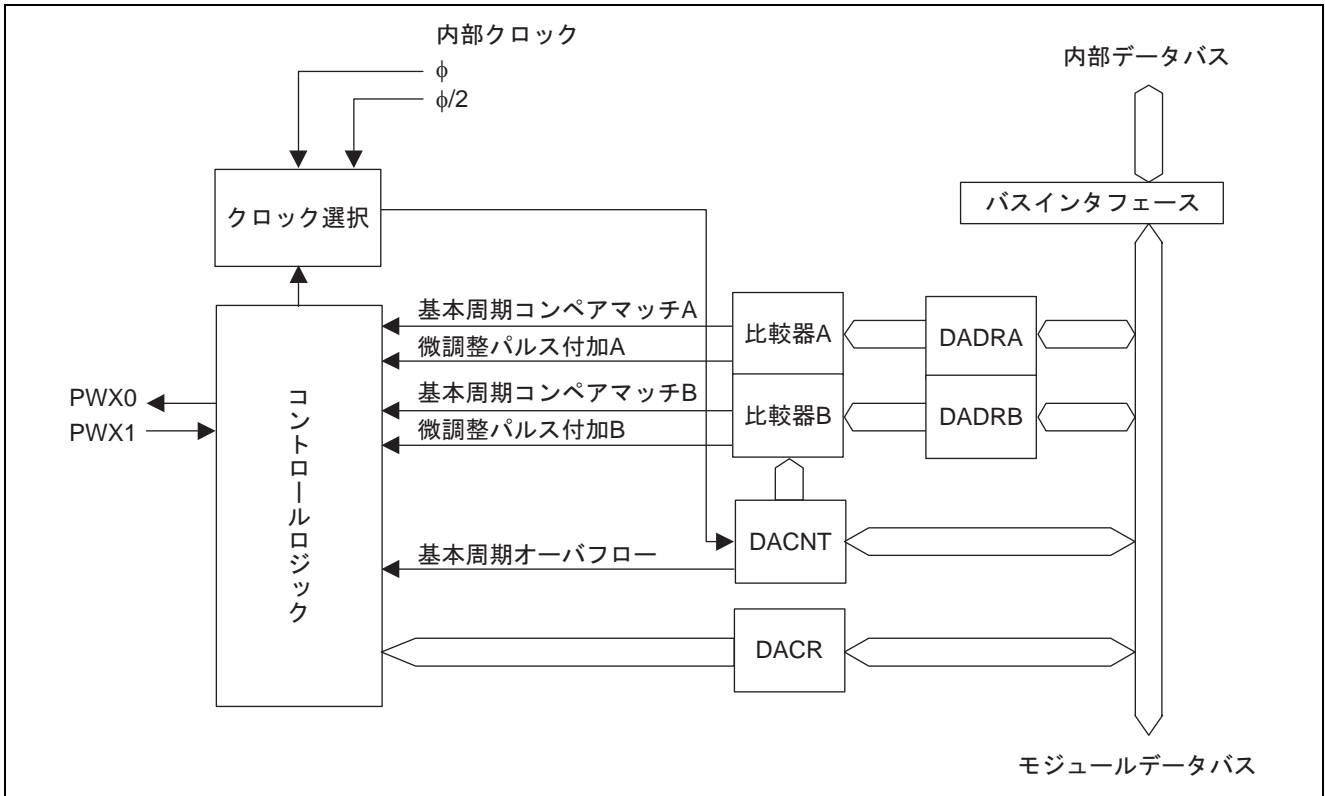 内部クロック
φ
φ/2
内部データバス
クロック選択
バスインタフェース
基本周期コンペアマッチA
微調整パルス付加A
基本周期コンペアマッチB
微調整パルス付加B
比較器A
DADRA
比較器B
DADRB
PWX0
PWX1
コントロールロジック
基本周期オーバフロー
DACNT
DACR
モジュールデータバス